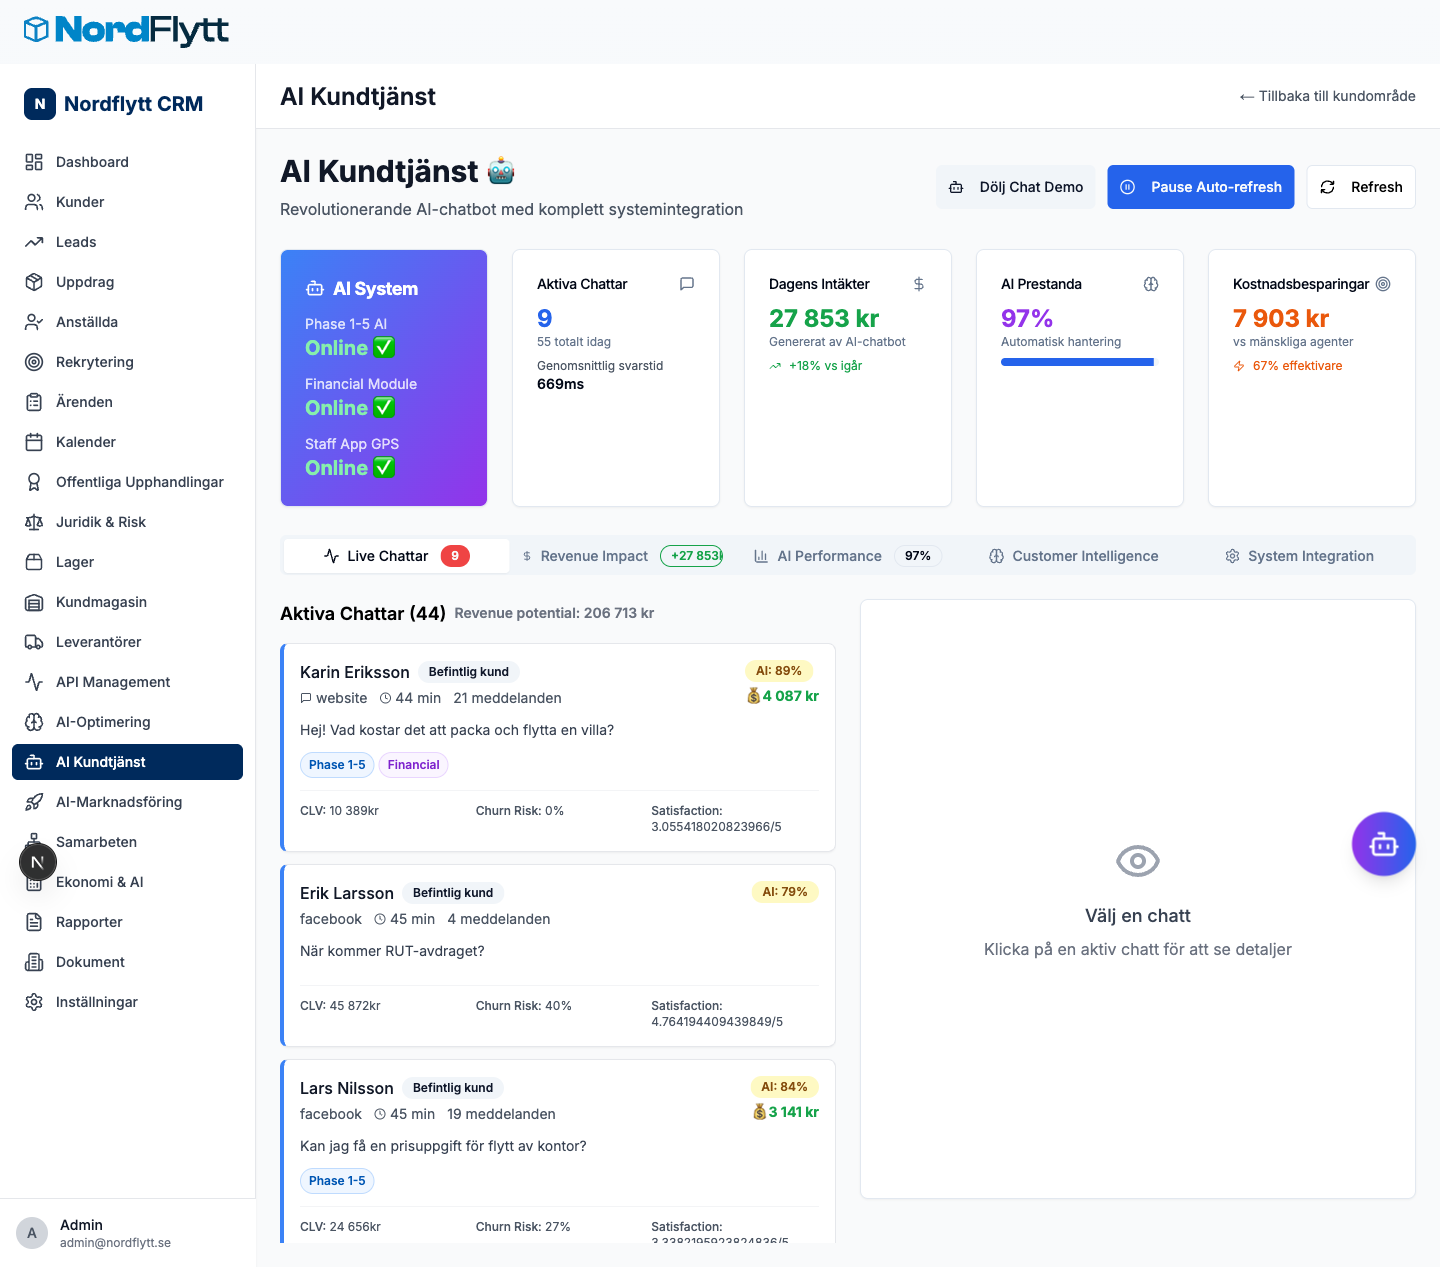 NordFlytt
N Nordflytt CRM
Dashboard
Kunder
Leads
Uppdrag
Anställda
Rekrytering
Ärenden
Kalender
Offentliga Upphandlingar
Juridik & Risk
Lager
Kundmagasin
Leverantörer
API Management
AI-Optimering
AI Kundtjänst
AI-Marknadsföring
Samarbeten
N
Ekonomi & AI
Rapporter
Dokument
Inställningar
A
Admin
admin@nordflytt.se
AI Kundtjänst
← Tillbaka till kundområde
AI Kundtjänst 🤖
Revolutionerande AI-chatbot med komplett systemintegration
Dölj Chat Demo
Pause Auto-refresh
Refresh
AI System
Phase 1-5 AI
Online ✅
Financial Module
Online ✅
Staff App GPS
Online ✅
Aktiva Chattar
9
55 totalt idag
Genomsnittlig svarstid
669ms
Dagens Intäkter
27 853 kr
Genererat av AI-chatbot
+18% vs igår
AI Prestanda
97%
Automatisk hantering
Kostnadsbesparingar
7 903 kr
vs mänskliga agenter
67% effektivare
Live Chattar 9
Revenue Impact +27 853
AI Performance 97%
Customer Intelligence
System Integration
Aktiva Chattar (44) Revenue potential: 206 713 kr
Karin Eriksson Befintlig kund AI: 89%
website 44 min 21 meddelanden 💰4 087 kr
Hej! Vad kostar det att packa och flytta en villa?
Phase 1-5 Financial
CLV: 10 389kr Churn Risk: 0% Satisfaction:
3.055418020823966/5
Erik Larsson Befintlig kund AI: 79%
facebook 45 min 4 meddelanden
När kommer RUT-avdraget?
CLV: 45 872kr Churn Risk: 40% Satisfaction:
4.764194409439849/5
Lars Nilsson Befintlig kund AI: 84%
facebook 45 min 19 meddelanden 💰3 141 kr
Kan jag få en prisuppgift för flytt av kontor?
Phase 1-5
CLV: 24 656kr Churn Risk: 27% Satisfaction:
Välj en chatt
Klicka på en aktiv chatt för att se detaljer